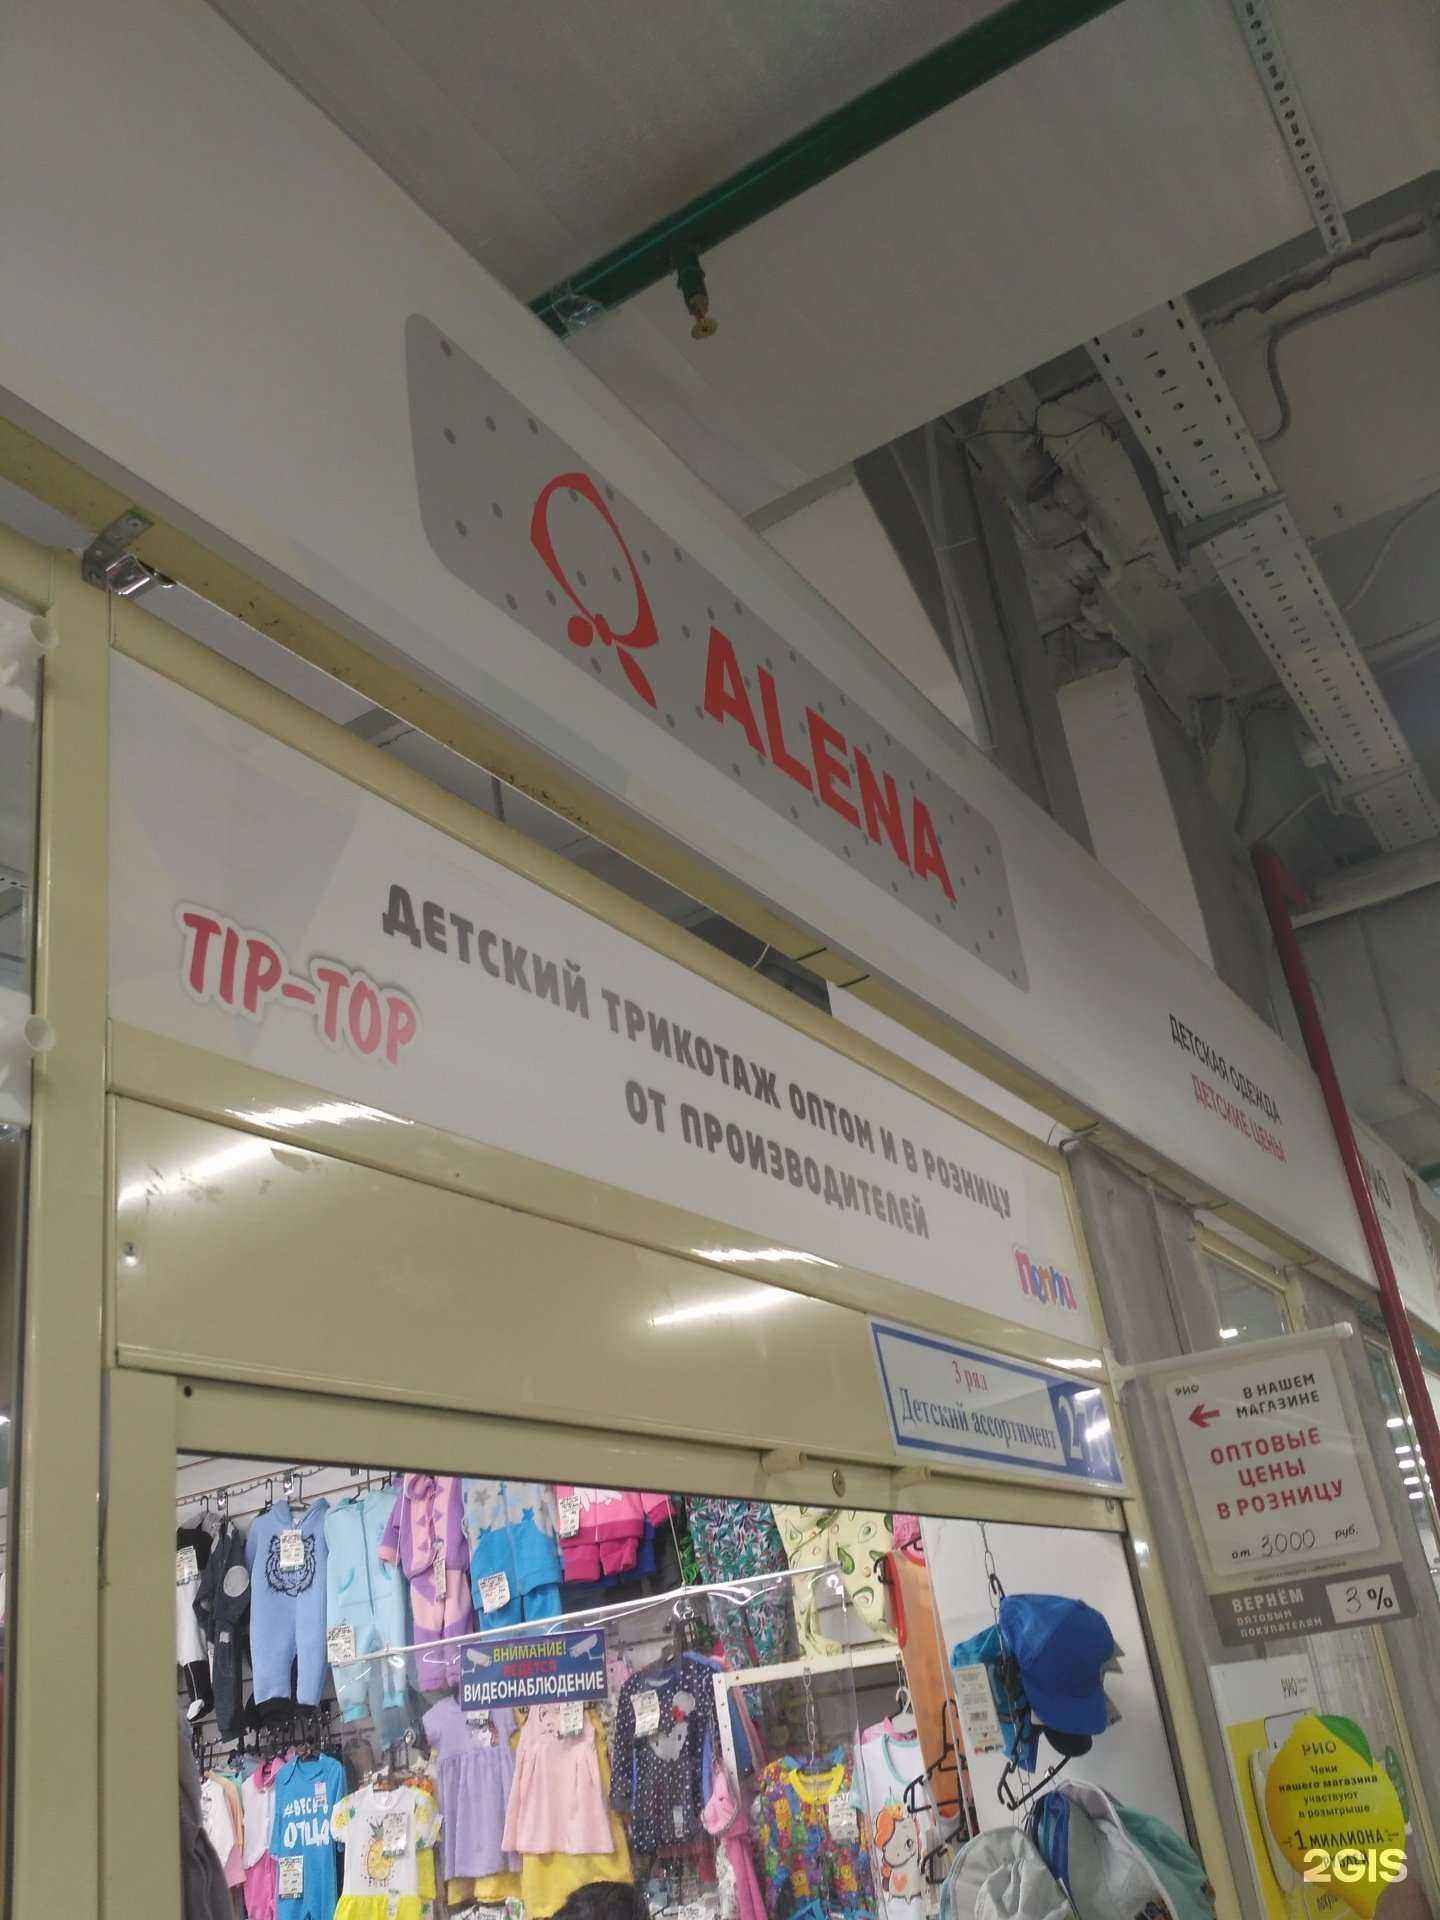 ALENA
ДЕТСКАЯ ОДЕЖДА
ДЕТСКИЕ ЦЕНЫ
TIP-TOP
ДЕТСКИЙ ТРИКОТАЖ ОПТОМ И В РОЗНИЦУ
ОТ ПРОИЗВОДИТЕЛЕЙ
3 ряд
Детский ассортимент
РИО
В НАШЕМ
МАГАЗИНЕ
ОПТОВЫЕ
ЦЕНЫ
В РОЗНИЦУ
от 3000 руб.
ВЕРНЁМ
ОПТОВЫМ
ПОКУПАТЕЛЯМ
3 %
ВНИМАНИЕ!
ВЕДЕТСЯ
ВИДЕОНАБЛЮДЕНИЕ
РИО
Чеки
нашего магазина
участвуют
в розыгрыше
1 МИЛЛИОНА
2GIS